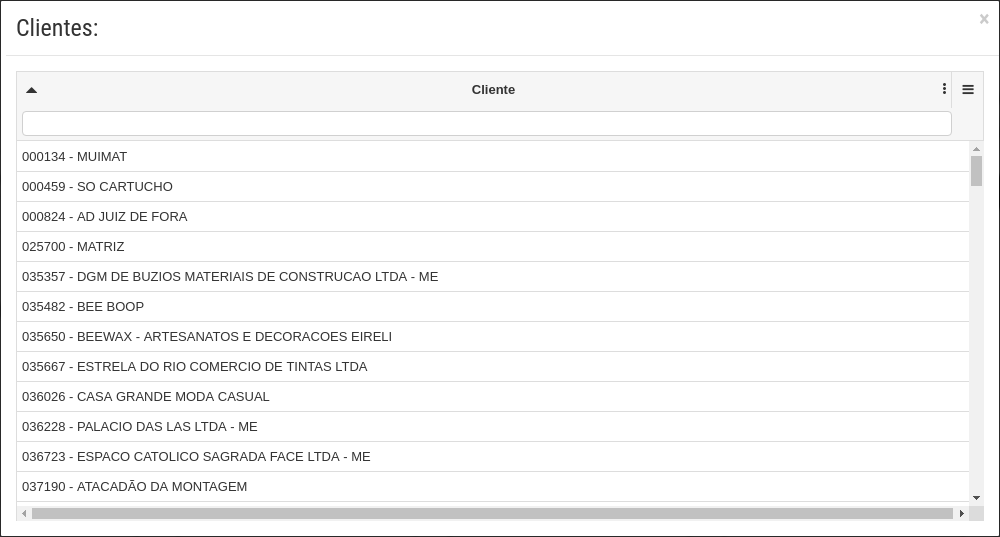 Clientes:
×
Cliente
000134 - MUIMAT
000459 - SO CARTUCHO
000824 - AD JUIZ DE FORA
025700 - MATRIZ
035357 - DGM DE BUZIOS MATERIAIS DE CONSTRUCAO LTDA - ME
035482 - BEE BOOP
035650 - BEEWAX - ARTESANATOS E DECORACOES EIRELI
035667 - ESTRELA DO RIO COMERCIO DE TINTAS LTDA
036026 - CASA GRANDE MODA CASUAL
036228 - PALACIO DAS LAS LTDA - ME
036723 - ESPACO CATOLICO SAGRADA FACE LTDA - ME
037190 - ATACADÃO DA MONTAGEM